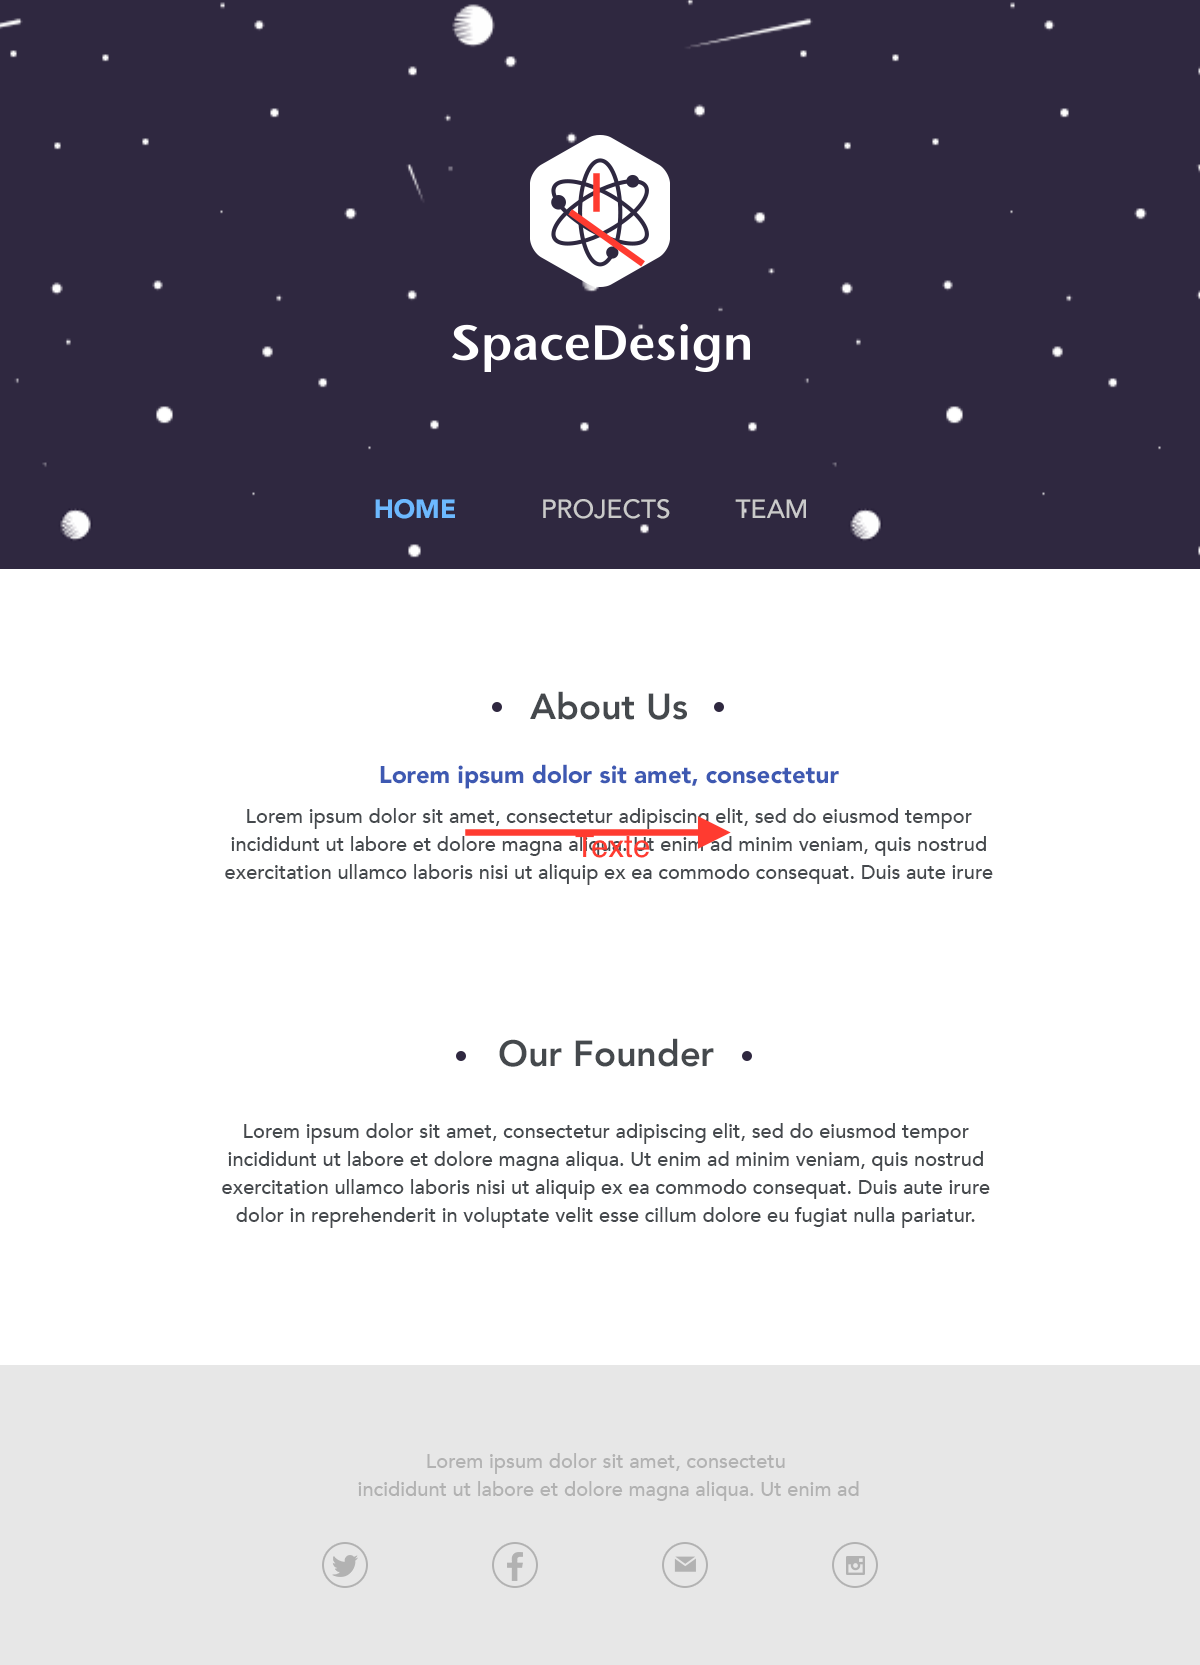 SpaceDesign
HOME PROJECTS TEAM
• About Us •
Lorem ipsum dolor sit amet, consectetur
Lorem ipsum dolor sit amet, consectetur adipiscing elit, sed do eiusmod tempor
incididunt ut labore et dolore magna aliqua. Ut enim ad minim veniam, quis nostrud
Texte
exercitation ullamco laboris nisi ut aliquip ex ea commodo consequat. Duis aute irure
• Our Founder •
Lorem ipsum dolor sit amet, consectetur adipiscing elit, sed do eiusmod tempor
incididunt ut labore et dolore magna aliqua. Ut enim ad minim veniam, quis nostrud
exercitation ullamco laboris nisi ut aliquip ex ea commodo consequat. Duis aute irure
dolor in reprehenderit in voluptate velit esse cillum dolore eu fugiat nulla pariatur.
Lorem ipsum dolor sit amet, consectetu
incididunt ut labore et dolore magna aliqua. Ut enim ad